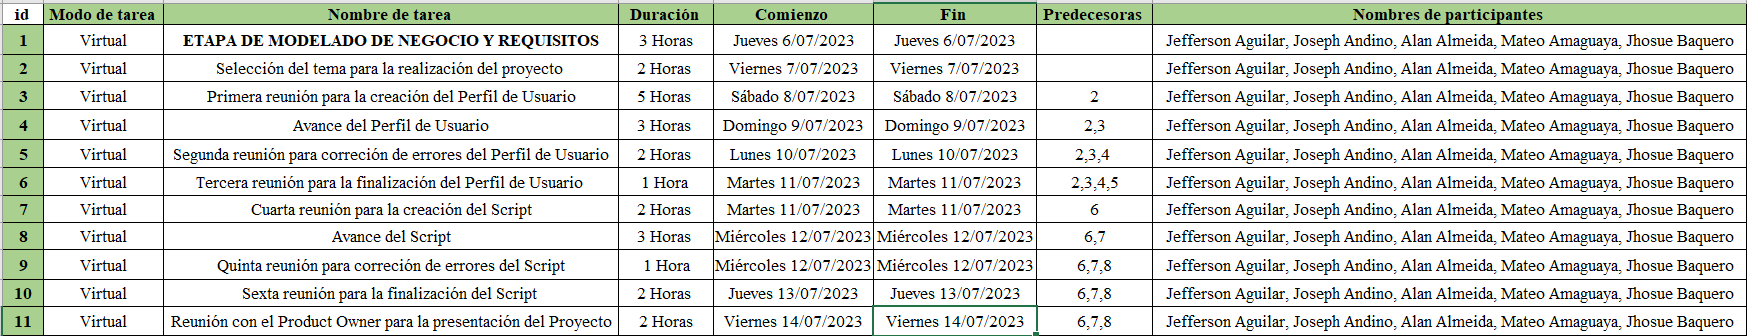 id Modo de tarea Nombre de tarea Duración Comienzo Fin Predecesoras Nombres de participantes
1 Virtual ETAPA DE MODELADO DE NEGOCIO Y REQUISITOS 3 Horas Jueves 6/07/2023 Jueves 6/07/2023 Jefferson Aguilar, Joseph Andino, Alan Almeida, Mateo Amaguaya, Jhosue Baquero
2 Virtual Selección del tema para la realización del proyecto 2 Horas Viernes 7/07/2023 Viernes 7/07/2023 Jefferson Aguilar, Joseph Andino, Alan Almeida, Mateo Amaguaya, Jhosue Baquero
3 Virtual Primera reunión para la creación del Perfil de Usuario 5 Horas Sábado 8/07/2023 Sábado 8/07/2023 2 Jefferson Aguilar, Joseph Andino, Alan Almeida, Mateo Amaguaya, Jhosue Baquero
4 Virtual Avance del Perfil de Usuario 3 Horas Domingo 9/07/2023 Domingo 9/07/2023 2,3 Jefferson Aguilar, Joseph Andino, Alan Almeida, Mateo Amaguaya, Jhosue Baquero
5 Virtual Segunda reunión para correción de errores del Perfil de Usuario 2 Horas Lunes 10/07/2023 Lunes 10/07/2023 2,3,4 Jefferson Aguilar, Joseph Andino, Alan Almeida, Mateo Amaguaya, Jhosue Baquero
6 Virtual Tercera reunión para la finalización del Perfil de Usuario 1 Hora Martes 11/07/2023 Martes 11/07/2023 2,3,4,5 Jefferson Aguilar, Joseph Andino, Alan Almeida, Mateo Amaguaya, Jhosue Baquero
7 Virtual Cuarta reunión para la creación del Script 2 Horas Martes 11/07/2023 Martes 11/07/2023 6 Jefferson Aguilar, Joseph Andino, Alan Almeida, Mateo Amaguaya, Jhosue Baquero
8 Virtual Avance del Script 3 Horas Miércoles 12/07/2023 Miércoles 12/07/2023 6,7 Jefferson Aguilar, Joseph Andino, Alan Almeida, Mateo Amaguaya, Jhosue Baquero
9 Virtual Quinta reunión para correción de errores del Script 1 Hora Miércoles 12/07/2023 Miércoles 12/07/2023 6,7,8 Jefferson Aguilar, Joseph Andino, Alan Almeida, Mateo Amaguaya, Jhosue Baquero
10 Virtual Sexta reunión para la finalización del Script 2 Horas Jueves 13/07/2023 Jueves 13/07/2023 6,7,8 Jefferson Aguilar, Joseph Andino, Alan Almeida, Mateo Amaguaya, Jhosue Baquero
11 Virtual Reunión con el Product Owner para la presentación del Proyecto 2 Horas Viernes 14/07/2023 Viernes 14/07/2023 6,7,8 Jefferson Aguilar, Joseph Andino, Alan Almeida, Mateo Amaguaya, Jhosue Baquero